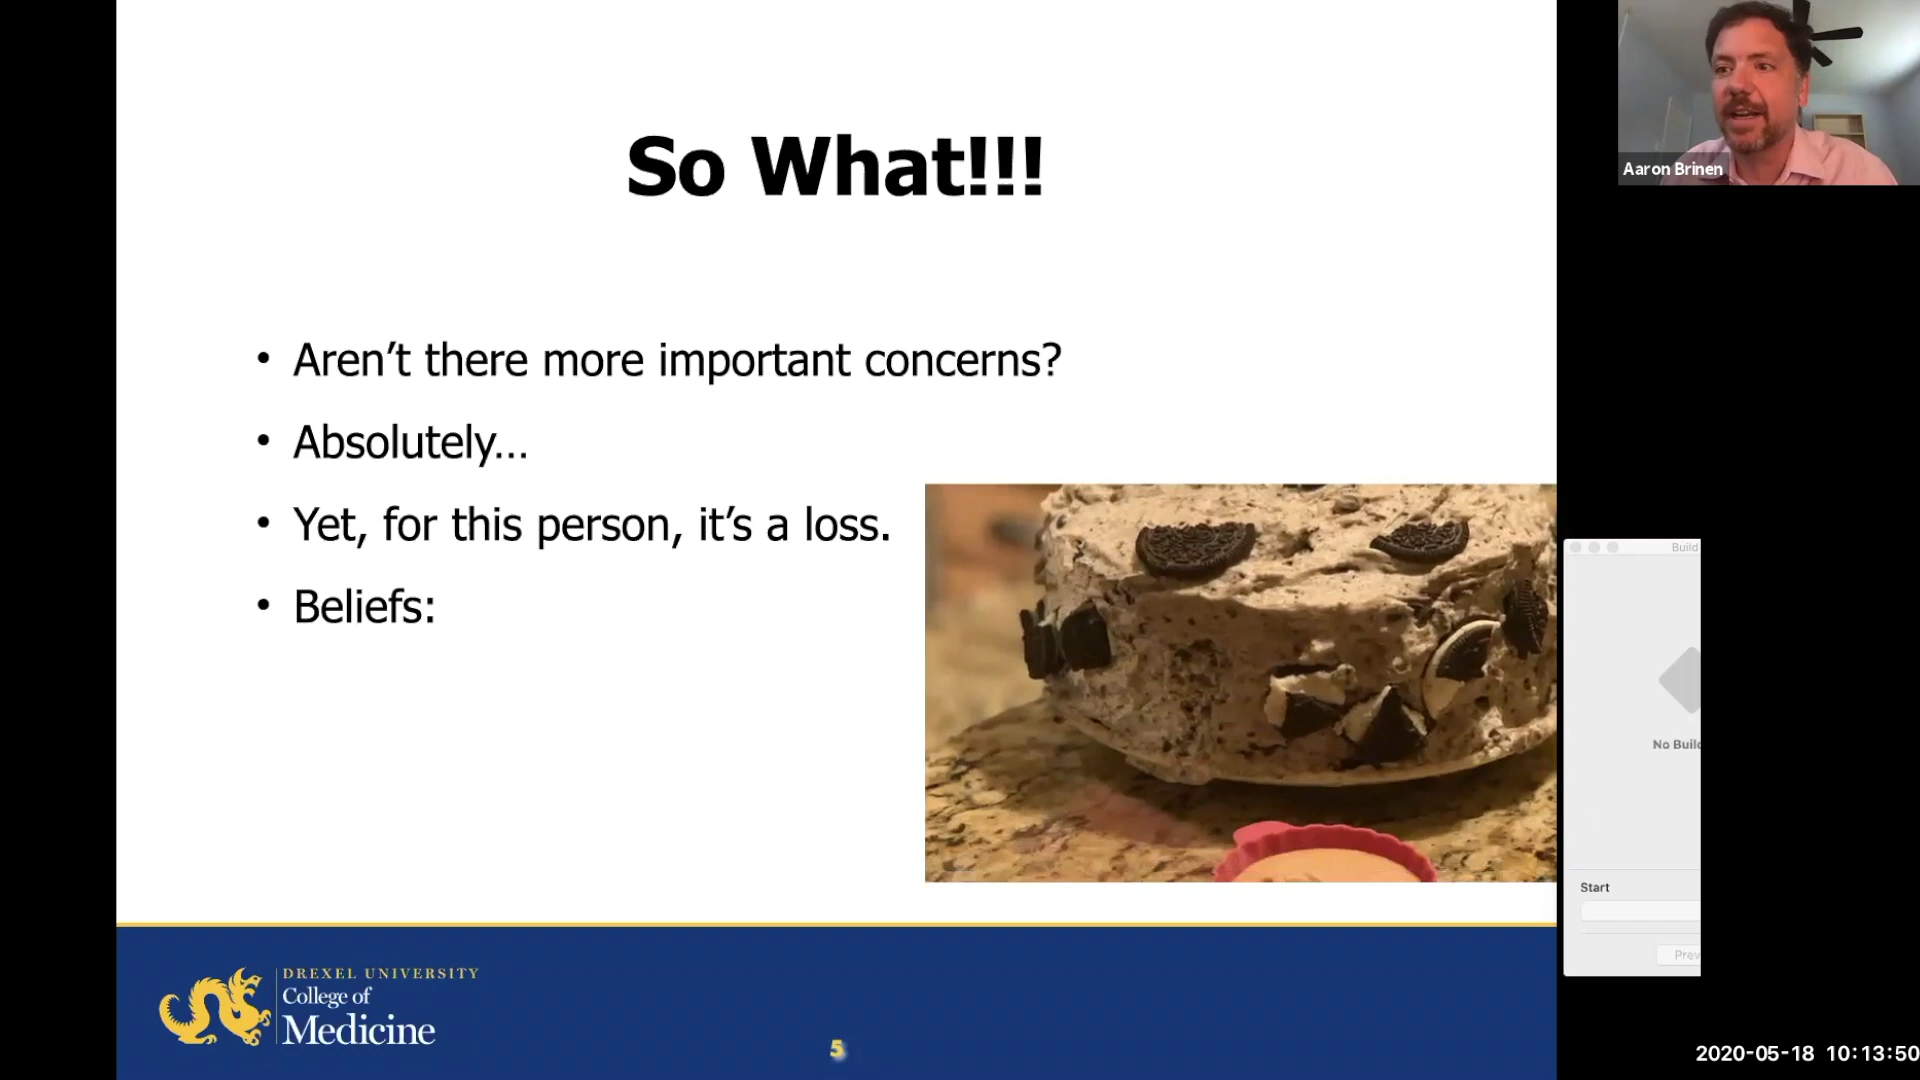 So What!!!
Aaron Brinen
• Aren’t there more important concerns?
• Absolutely...
• Yet, for this person, it’s a loss.
• Beliefs:
Build
No Build
Start
Prev
DREXEL UNIVERSITY
College of
Medicine
5
2020-05-18 10:13:50